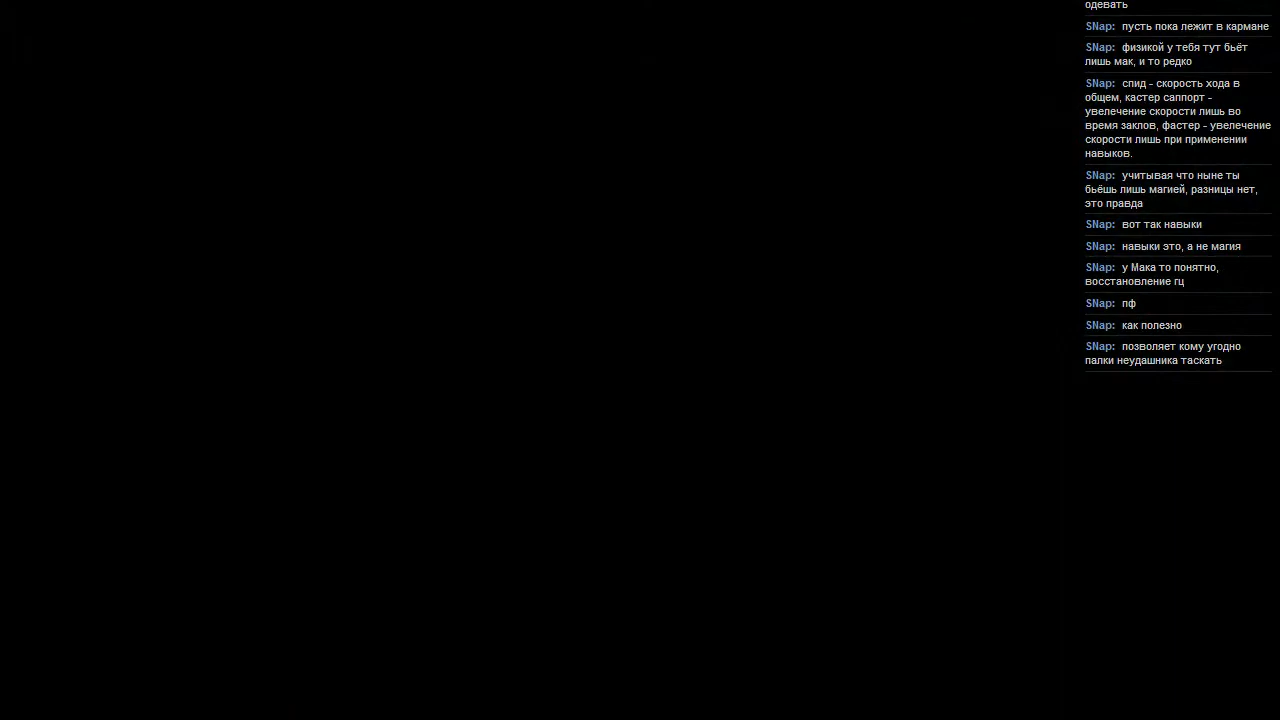 одевать
SNap: пусть пока лежит в кармане
SNap: физикой у тебя тут бьёт
лишь мак, и то редко
SNap: спид - скорость хода в
общем, кастер саппорт -
увелечение скорости лишь во
время заклов, фастер - увелечение
скорости лишь при применении
навыков.
SNap: учитывая что ныне ты
бьёшь лишь магией, разницы нет,
это правда
SNap: вот так навыки
SNap: навыки это, а не магия
SNap: у Мака то понятно,
восстановление гц
SNap: пф
SNap: как полезно
SNap: позволяет кому угодно
палки неудашника таскать